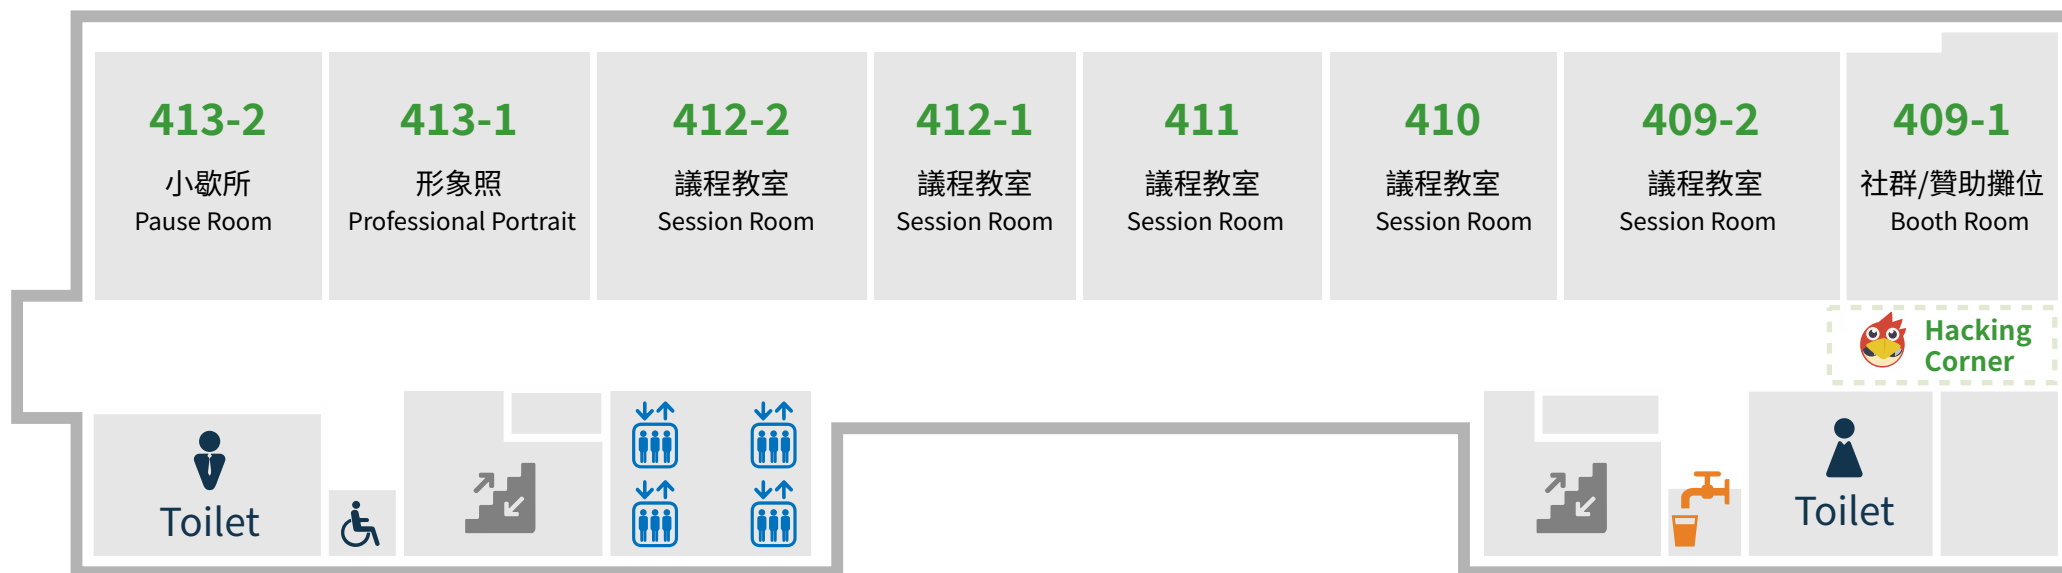 413-2
小歇所
Pause Room
413-1
形象照
Professional Portrait
412-2
議程教室
Session Room
412-1
議程教室
Session Room
411
議程教室
Session Room
410
議程教室
Session Room
409-2
議程教室
Session Room
409-1
社群/贊助攤位
Booth Room
Hacking
Corner
Toilet
Toilet